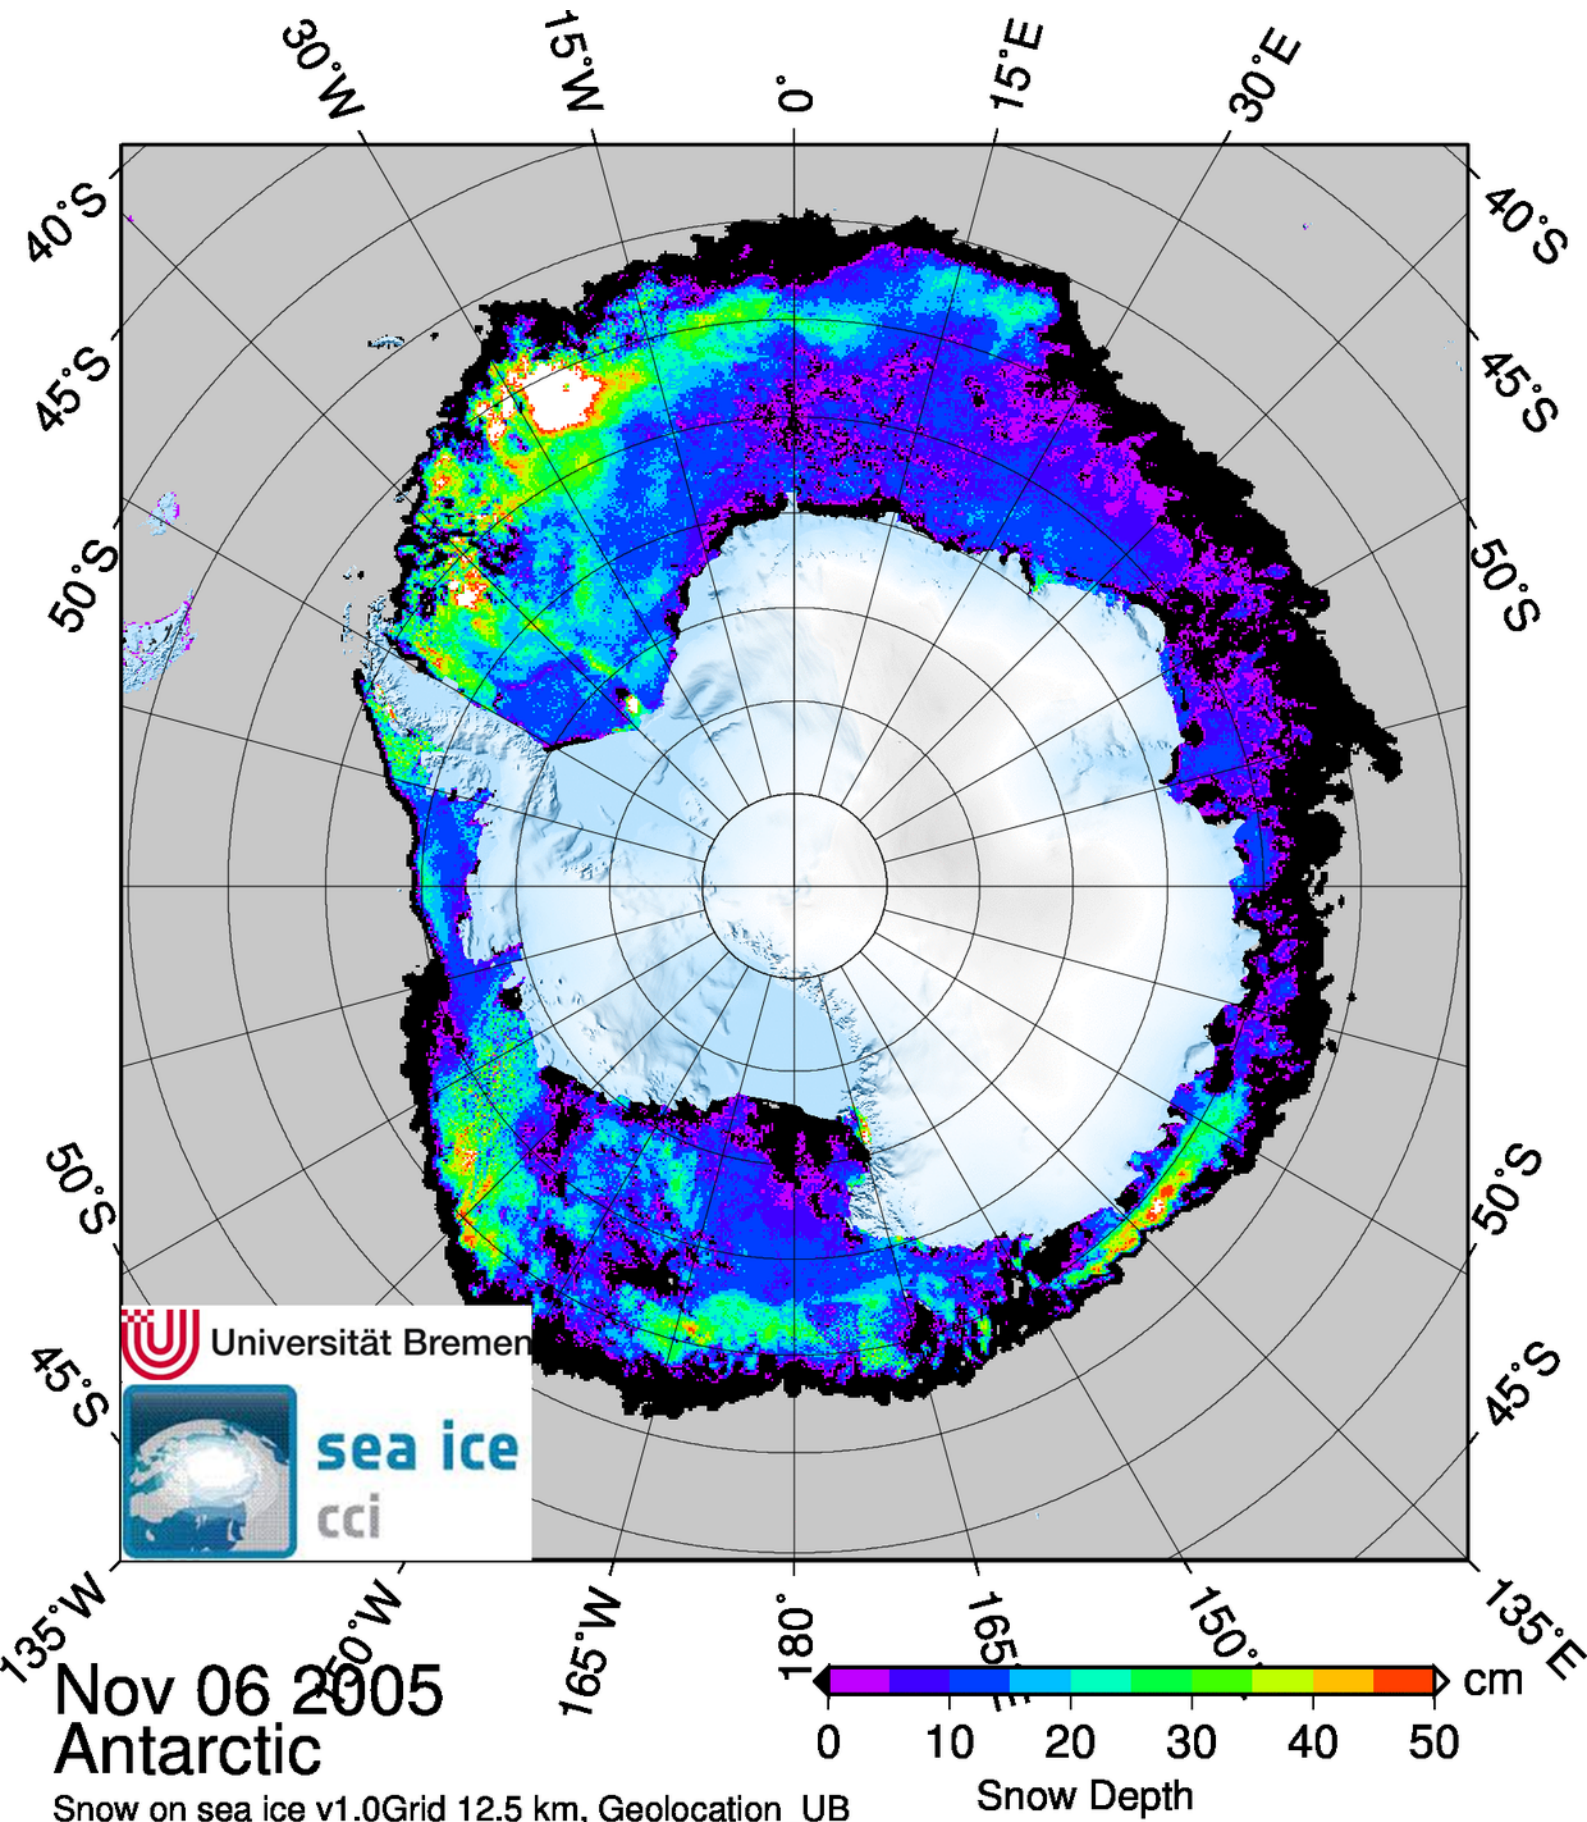 30°W 15°W 0° 15°E 30°E
40°S 40°S
45°S 45°S
50°S 50°S
50°S 50°S
45°S 45°S
Universität Bremen
sea ice
cci
135°W 150°W 165°W 180° 165°E 150° 135°E
Nov 06 2005
Antarctic
Snow on sea ice v1.0Grid 12.5 km, Geolocation UB
cm
0 10 20 30 40 50
Snow Depth